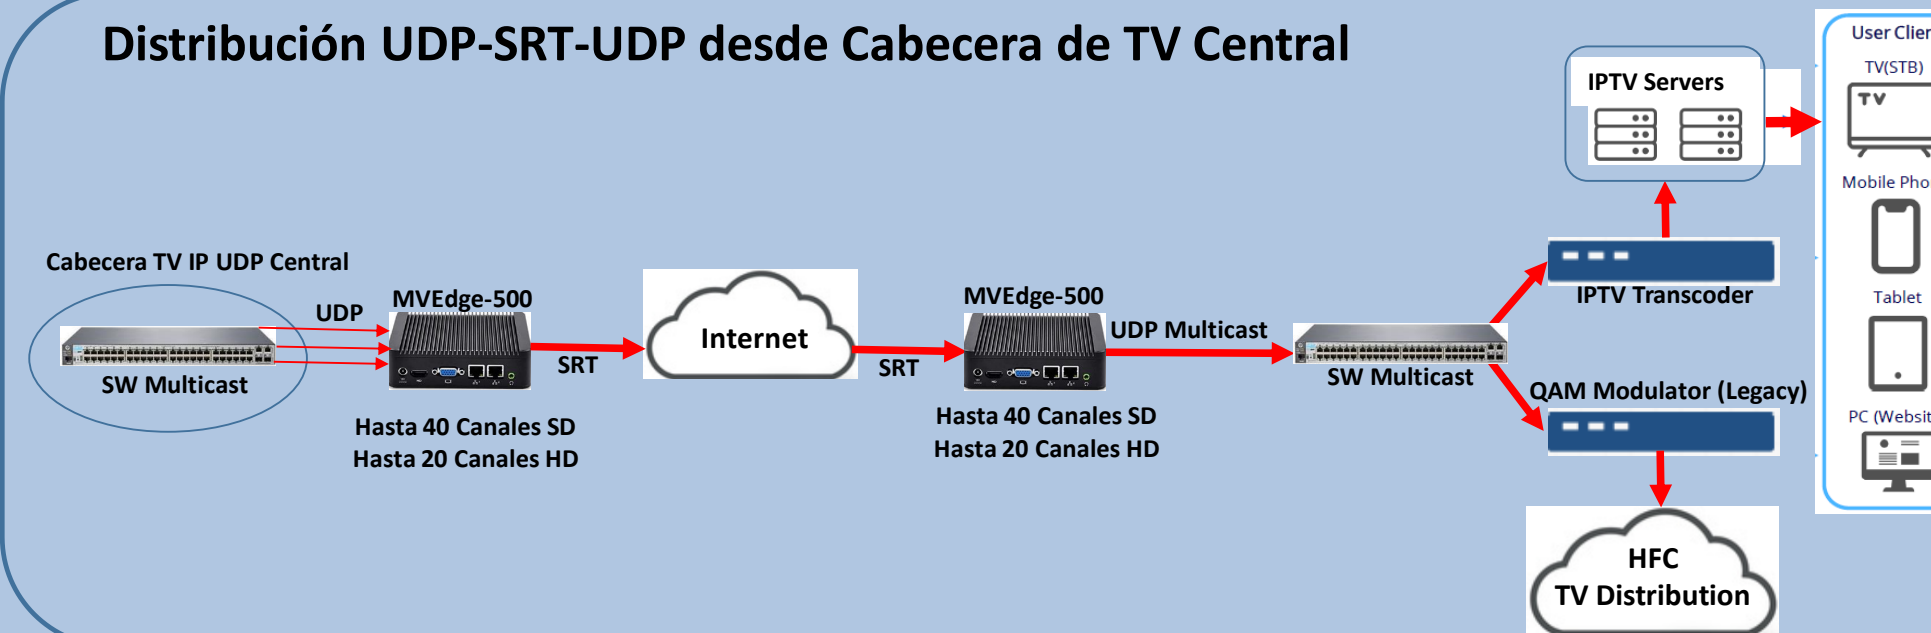 Distribución UDP-SRT-UDP desde Cabecera de TV Central
Cabecera TV IP UDP Central
SW Multicast
UDP
MVEdge-500
Hasta 40 Canales SD
Hasta 20 Canales HD
SRT
Internet
SRT
MVEdge-500
Hasta 40 Canales SD
Hasta 20 Canales HD
UDP Multicast
SW Multicast
IPTV Servers
IPTV Transcoder
QAM Modulator (Legacy)
HFC
TV Distribution
User
TV(STB)
TV
Mobile
Tablet
PC